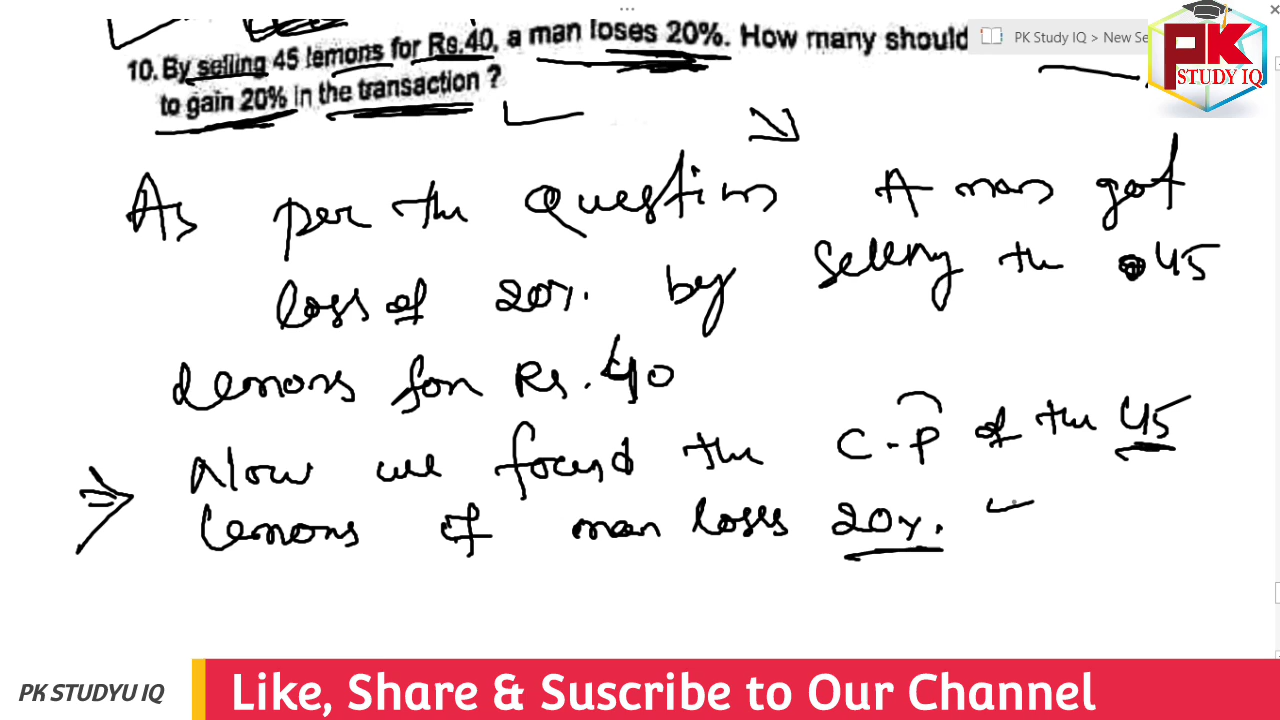 10. By selling 45 lemons for Rs.40, a man loses 20%. How many should
to gain 20% in the transaction ?
PK Study IQ > New Se
PK
STUDY IQ
As per the Question A man got
loss of 20%. by selling the 45
lemons for Rs. 40
Now we found the C-P of the 45
lemons if man loses 20%.
PK STUDYU IQ
Like, Share & Suscribe to Our Channel